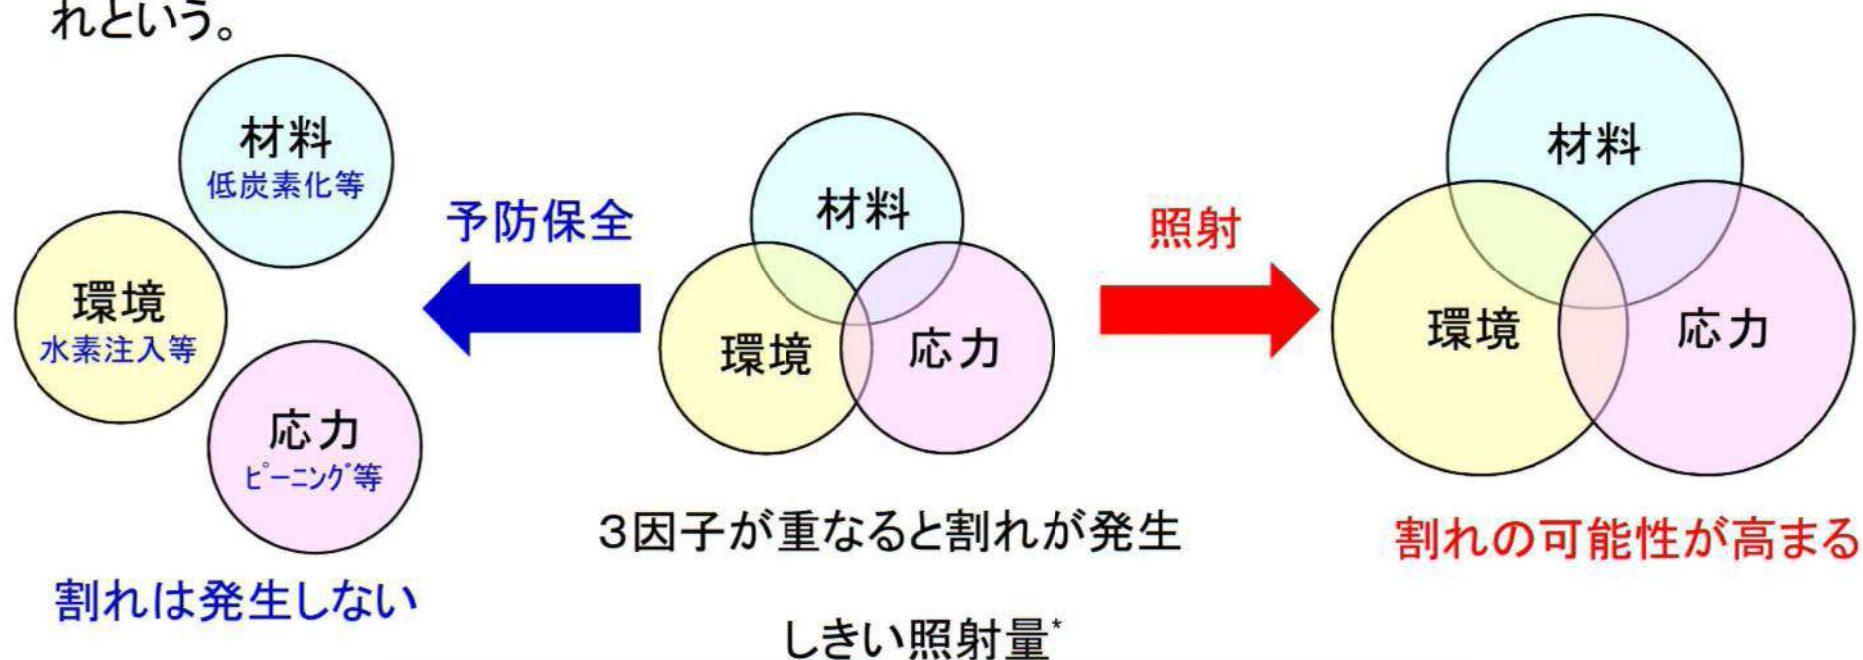 れという。
材料
低炭素化等
環境
水素注入等
応力
ﾋﾟｰﾆﾝｸﾞ等
割れは発生しない
予防保全
材料
環境
応力
3因子が重なると割れが発生
しきい照射量*
照射
材料
環境
応力
割れの可能性が高まる